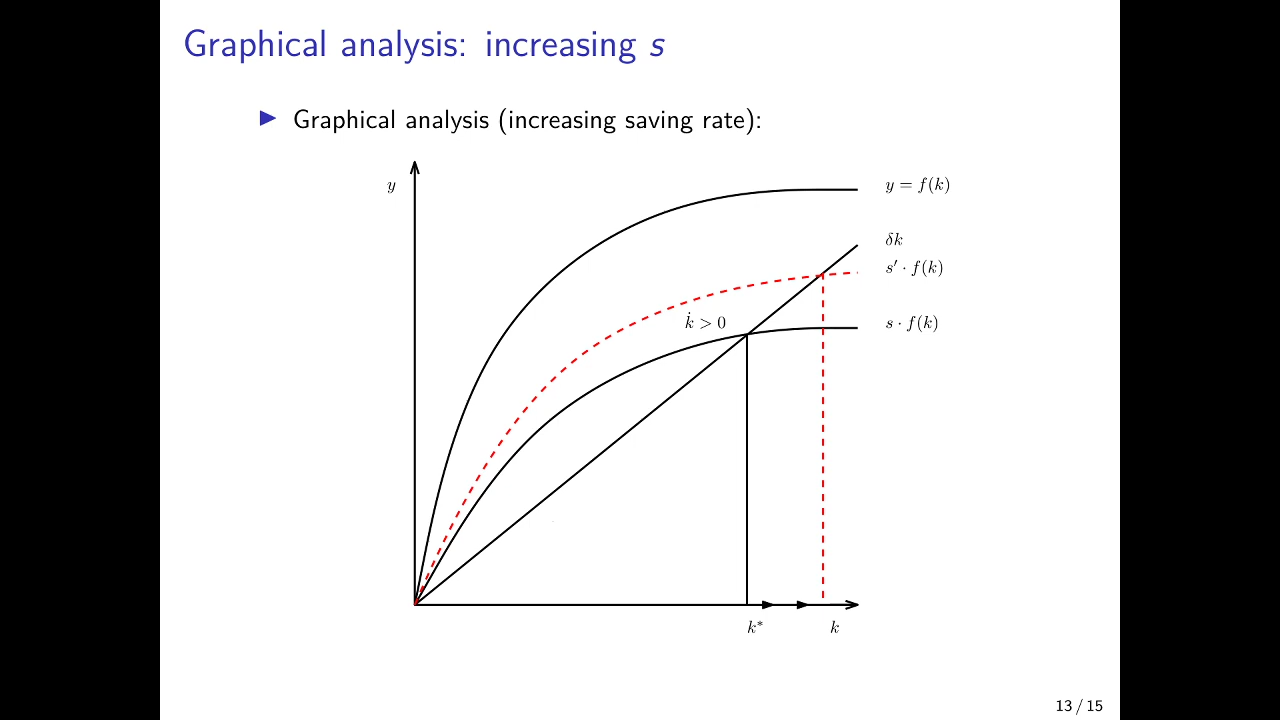 Graphical analysis: increasing s
▶ Graphical analysis (increasing saving rate):
y
y = f(k)
δk
s′ · f(k)
k̇ > 0
s · f(k)
k*
k
13 / 15